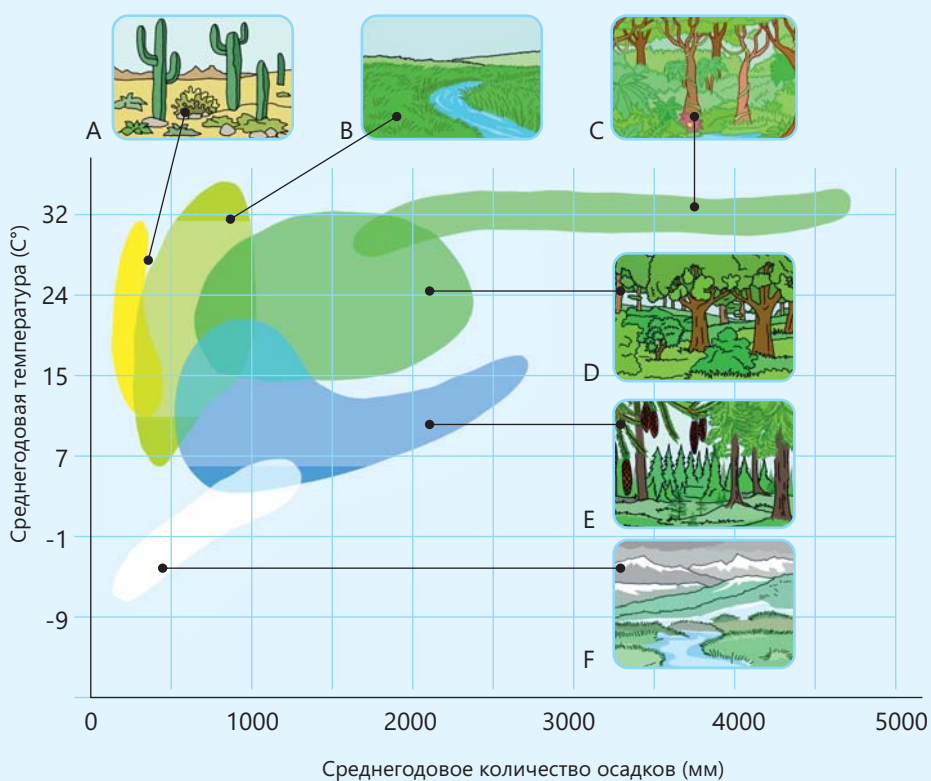 A
B
C
Среднегодовая температура (C°)
32
24
15
7
-1
-9
D
E
F
0
1000
2000
3000
4000
5000
Среднегодовое количество осадков (мм)